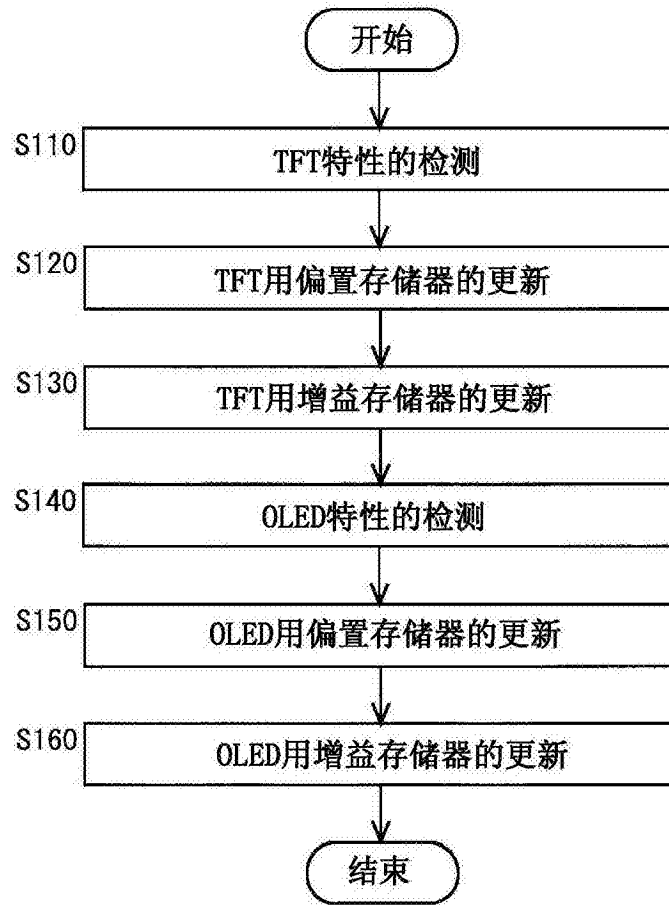 开始
S110
TFT特性的检测
S120
TFT用偏置存储器的更新
S130
TFT用增益存储器的更新
S140
OLED特性的检测
S150
OLED用偏置存储器的更新
S160
OLED用增益存储器的更新
结束